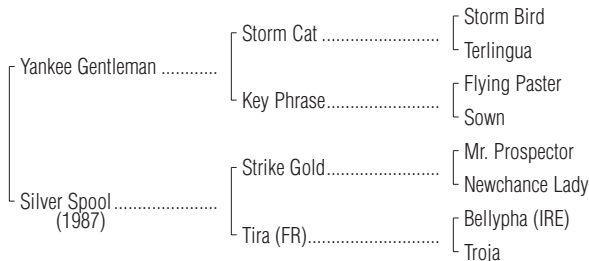 Storm Bird
Storm Cat ........................
Terlingua
Yankee Gentleman ............
Flying Paster
Key Phrase.......................
Sown
Mr. Prospector
Strike Gold.......................
Newchance Lady
Silver Spool .....................
(1987)
Bellypha (IRE)
Tira (FR)...........................
Troia